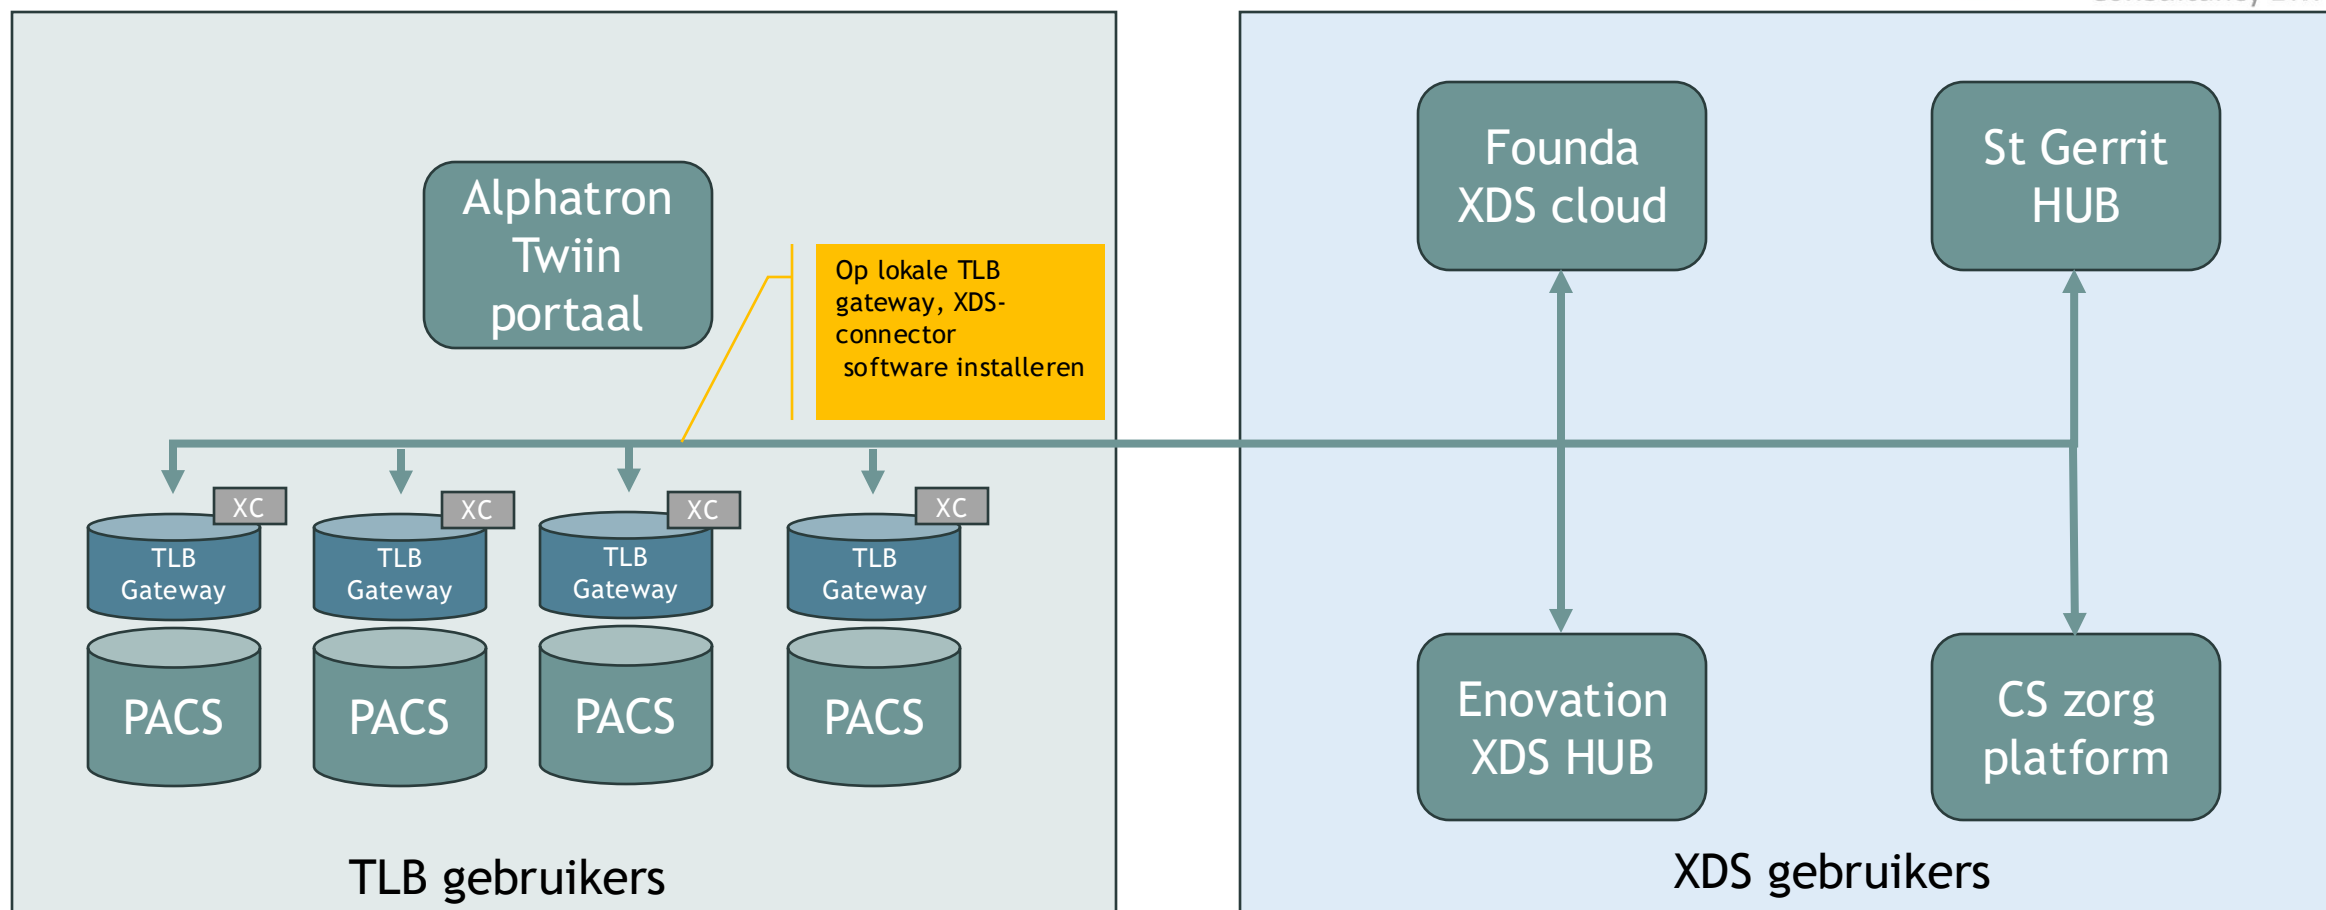 Alphatron
Twiin
portaal
Op lokale TLB
gateway, XDS-
connector
software installeren
XC
XC
XC
XC
TLB
Gateway
TLB
Gateway
TLB
Gateway
TLB
Gateway
PACS
PACS
PACS
PACS
TLB gebruikers
Founda
XDS cloud
St Gerrit
HUB
Enovation
XDS HUB
CS zorg
platform
XDS gebruikers